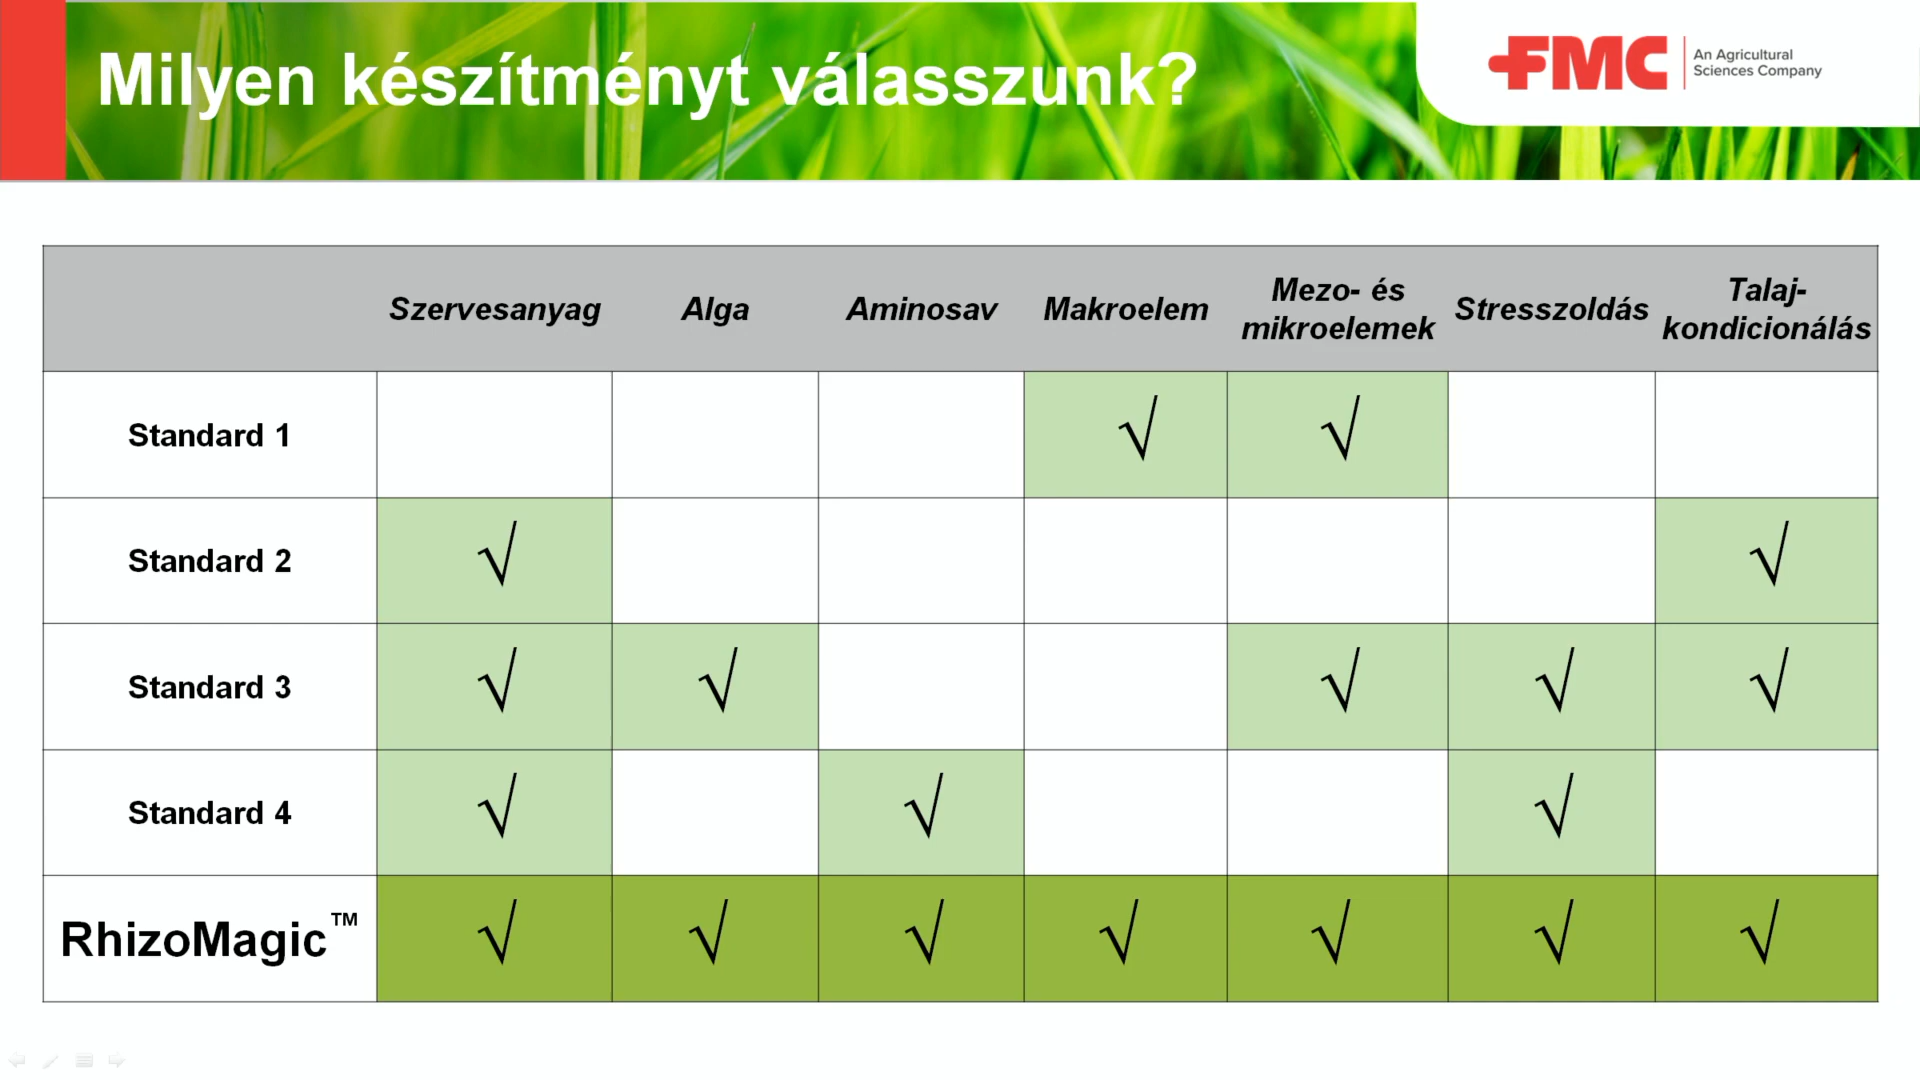 Milyen készítményt válasszunk?
FMC
An Agricultural
Sciences Company
Szervesanyag
Alga
Aminosav
Makroelem
Mezo- és
mikroelemek
Stresszoldás
Talaj-
kondicionálás
Standard 1 √ √
Standard 2 √ √
Standard 3 √ √ √ √ √
Standard 4 √ √ √
RhizoMagic™ √ √ √ √ √ √ √